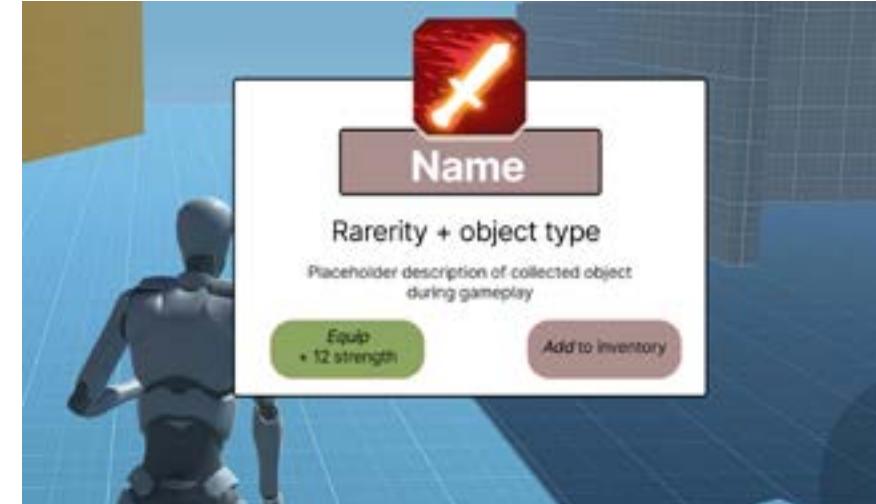 Name
Rarerity + object type
Placeholder description of collected object
during gameplay
Equip
+ 12 strength
Add to inventory